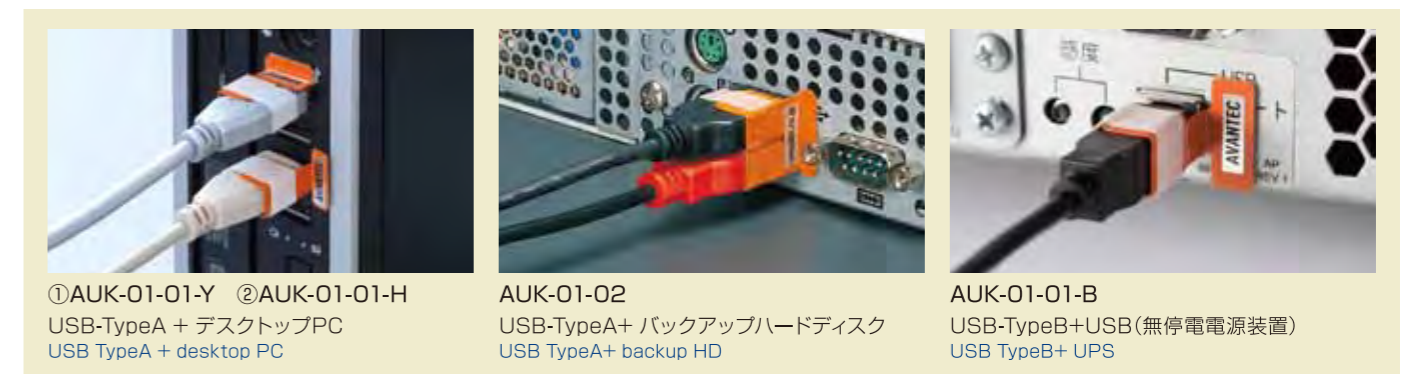 感度
USB
AVANTEC
①AUK-01-01-Y ②AUK-01-01-H
USB-TypeA + デスクトップPC
USB TypeA + desktop PC
AUK-01-02
USB-TypeA+ バックアップハードディスク
USB TypeA+ backup HD
AUK-01-01-B
USB-TypeB+USB(無停電電源装置)
USB TypeB+ UPS